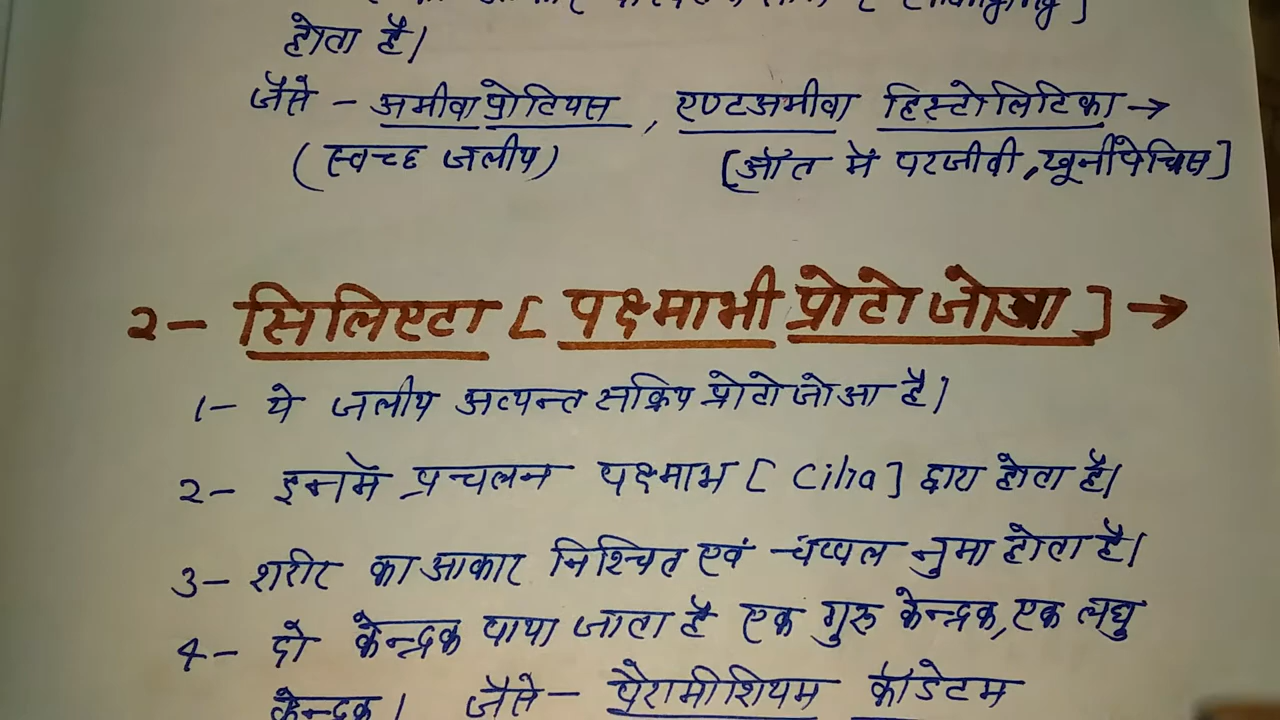 होता है।
जैसे - अमीवा प्रोटियस, एण्टअमीवा हिस्टोलिटिका →
(स्वच्छ जलीय) [आँत में परजीवी, खूनीपेचिस]
2- सिलिएटा [पक्ष्माभी प्रोटोजोआ] →
1- ये जलीय अत्यन्त सक्रिय प्रोटोजोआ है।
2- इनमें प्रचलन पक्ष्माभ [Cilia] द्वारा होता है।
3- शरीर का आकार निश्चित एवं चप्पल नुमा होता है।
4- दो केन्द्रक पाया जाता है एक गुरु केन्द्रक, एक लघु
केन्द्रक। जैसे- पैरामीशियम कॉडेटम